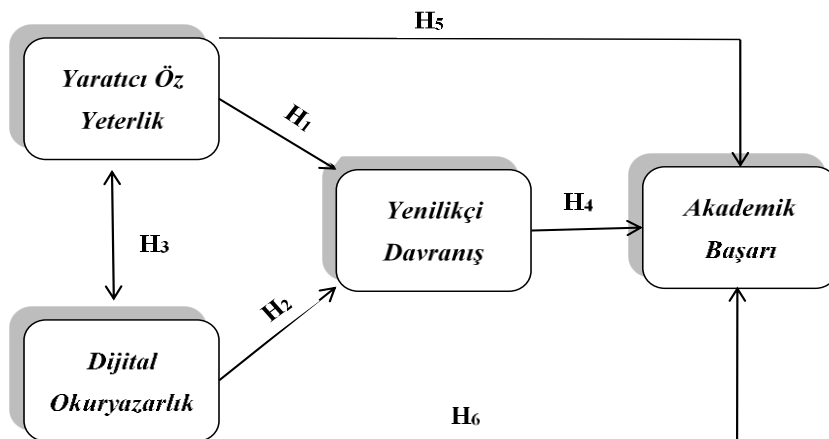 H₅
Yaratıcı Öz
Yeterlik
H₁
Yenilikçi
Davranış
H₄
Akademik
Başarı
H₃
H₂
Dijital
Okuryazarlık
H₆